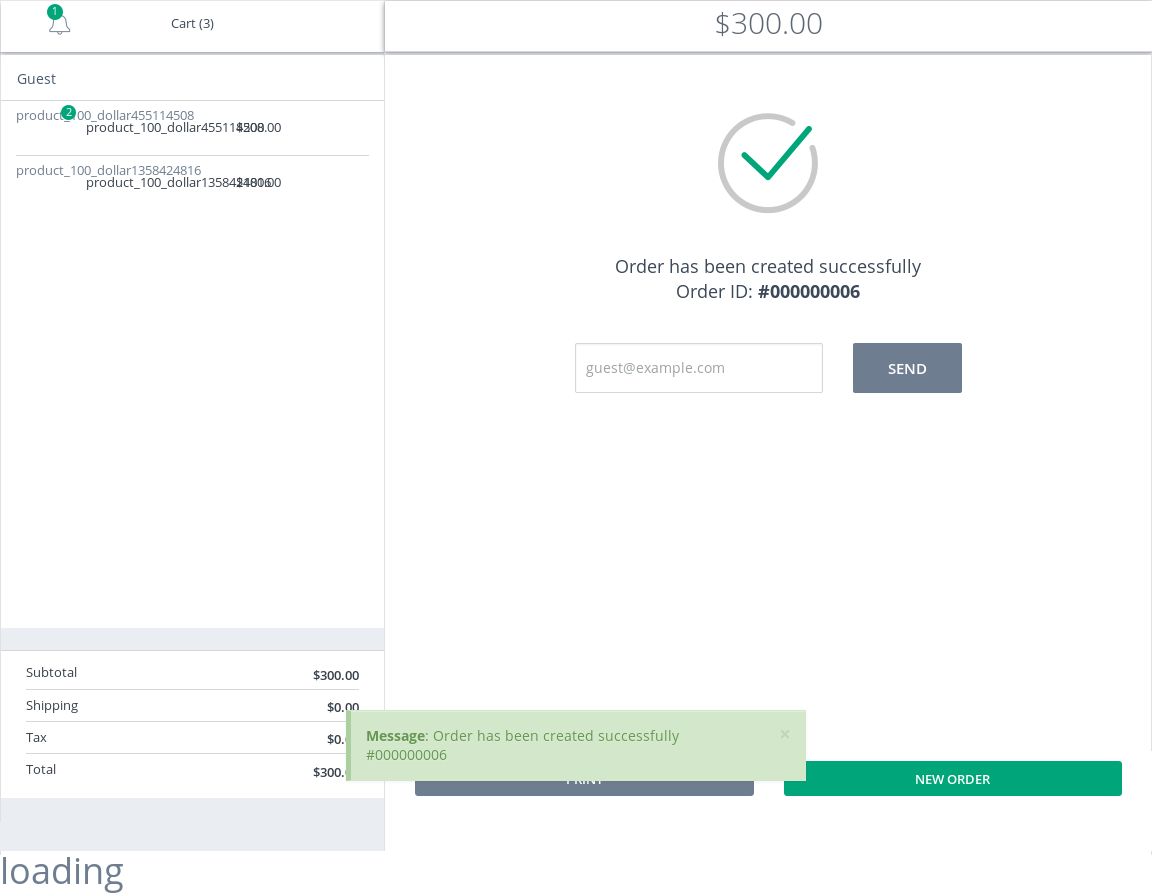 1
Cart (3)
$300.00
Guest
product_100_dollar455114508
2
product_100_dollar455114508 $200.00
product_100_dollar1358424816
product_100_dollar1358424816 $100.00
Order has been created successfully
Order ID: #000000006
guest@example.com
SEND
Subtotal $300.00
Shipping $0.00
Tax $0.
Total $300.
Message: Order has been created successfully ×
#000000006
PRINT
NEW ORDER
loading